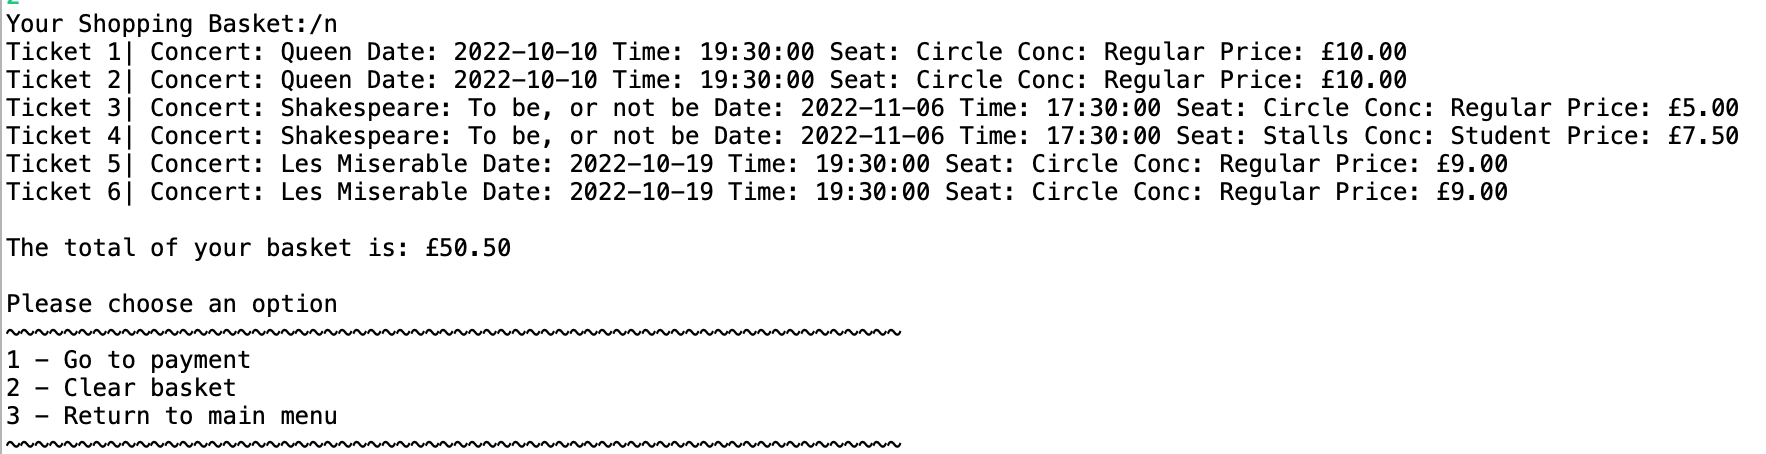 Your Shopping Basket:/n
Ticket 1| Concert: Queen Date: 2022-10-10 Time: 19:30:00 Seat: Circle Conc: Regular Price: £10.00
Ticket 2| Concert: Queen Date: 2022-10-10 Time: 19:30:00 Seat: Circle Conc: Regular Price: £10.00
Ticket 3| Concert: Shakespeare: To be, or not be Date: 2022-11-06 Time: 17:30:00 Seat: Circle Conc: Regular Price: £5.00
Ticket 4| Concert: Shakespeare: To be, or not be Date: 2022-11-06 Time: 17:30:00 Seat: Stalls Conc: Student Price: £7.50
Ticket 5| Concert: Les Miserable Date: 2022-10-19 Time: 19:30:00 Seat: Circle Conc: Regular Price: £9.00
Ticket 6| Concert: Les Miserable Date: 2022-10-19 Time: 19:30:00 Seat: Circle Conc: Regular Price: £9.00
The total of your basket is: £50.50
Please choose an option
~~~~~~~~~~~~~~~~~~~~~~~~~~~~~~~~~~~~~~~~~~~~~~~~~~~~~~~~~~~~~~
1 - Go to payment
2 - Clear basket
3 - Return to main menu
~~~~~~~~~~~~~~~~~~~~~~~~~~~~~~~~~~~~~~~~~~~~~~~~~~~~~~~~~~~~~~